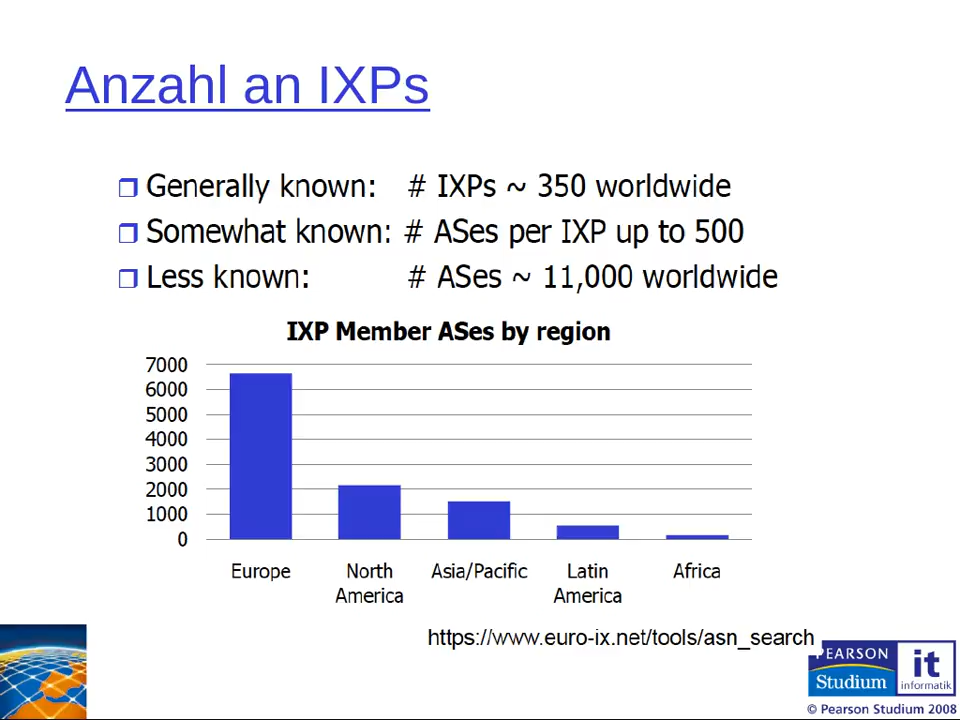 Anzahl an IXPs
Generally known: # IXPs ~ 350 worldwide
Somewhat known: # ASes per IXP up to 500
Less known: # ASes ~ 11,000 worldwide
IXP Member ASes by region
7000
6000
5000
4000
3000
2000
1000
0
Europe North America Asia/Pacific Latin America Africa
https://www.euro-ix.net/tools/asn_search
PEARSON
Studium
it
informatik
© Pearson Studium 2008